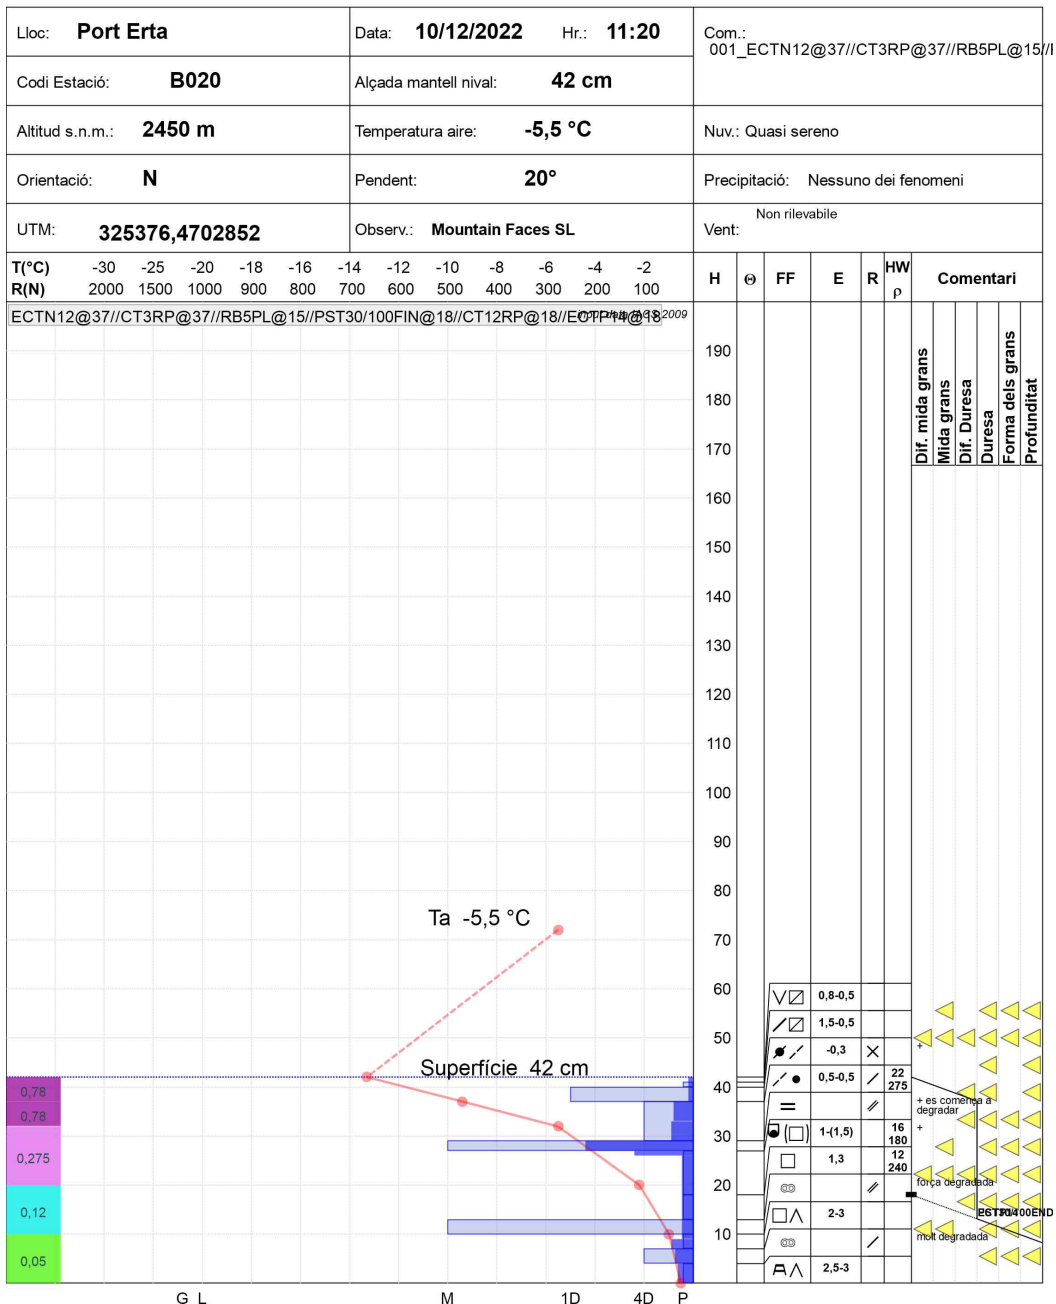 Lloc: Port Erta
Data: 10/12/2022 Hr.: 11:20
Com.:
001_ECTN12@37//CT3RP@37//RB5PL@15//
Codi Estació: B020
Alçada mantell nival: 42 cm
Altitud s.n.m.: 2450 m
Temperatura aire: -5,5 °C
Nuv.: Quasi sereno
Orientació: N
Pendent: 20°
Precipitació: Nessuno dei fenomeni
UTM: 325376,4702852
Observ.: Mountain Faces SL
Vent: Non rilevabile
T(°C) -30 -25 -20 -18 -16 -14 -12 -10 -8 -6 -4 -2
R(N) 2000 1500 1000 900 800 700 600 500 400 300 200 100
H Θ FF E R HW ρ Comentari
ECTN12@37//CT3RP@37//RB5PL@15//PST30/100FIN@18//CT12RP@18//ECTP14@18
Dif. mida grans
Mida grans
Dif. Duresa
Duresa
Forma dels grans
Profunditat
190
180
170
160
150
140
130
120
110
100
90
80
70
60
50
40
30
20
10
Ta -5,5 °C
Superfície 42 cm
0,78
0,78
0,275
0,12
0,05
0,8-0,5
1,5-0,5
-0,3
+
0,5-0,5 22
275
+ es comença a
degradar
+
1-(1,5) 16
180
1,3 12
240
força degradada
2-3
molt degradada
2,5-3
G L M 1D 4D P